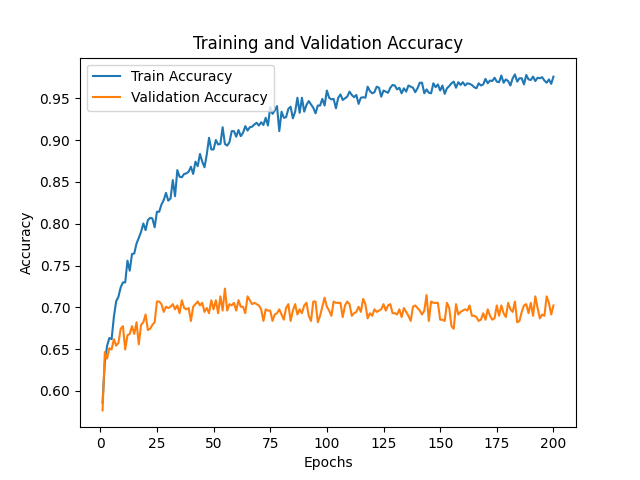 Training and Validation Accuracy
Train Accuracy
Validation Accuracy
0.95
0.90
0.85
0.80
0.75
0.70
0.65
0.60
Accuracy
0 25 50 75 100 125 150 175 200
Epochs